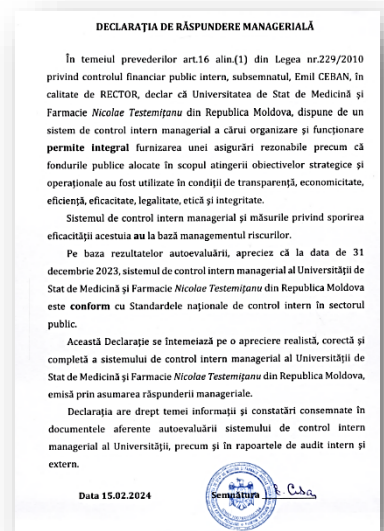 DECLARAȚIA DE RĂSPUNDERE MANAGERIALĂ
În temeiul prevederilor art.16 alin.(1) din Legea nr.229/2010
privind controlul financiar public intern, subsemnatul, Emil CEBAN, în
calitate de RECTOR, declar că Universitatea de Stat de Medicină și
Farmacie Nicolae Testemițanu din Republica Moldova, dispune de un
sistem de control intern managerial a cărui organizare și funcționare
permite integral furnizarea unei asigurări rezonabile precum că
fondurile publice alocate în scopul atingerii obiectivelor strategice și
operaționale au fost utilizate în condiții de transparență, economicitate,
eficiență, eficacitate, legalitate, etică și integritate.
Sistemul de control intern managerial și măsurile privind sporirea
eficacității acestuia au la bază managementul riscurilor.
Pe baza rezultatelor autoevaluării, apreciez că la data de 31
decembrie 2023, sistemul de control intern managerial al Universității de
Stat de Medicină și Farmacie Nicolae Testemițanu din Republica Moldova
este conform cu Standardele naționale de control intern în sectorul
public.
Această Declarație se întemeiază pe o apreciere realistă, corectă și
completă a sistemului de control intern managerial al Universității de
Stat de Medicină și Farmacie Nicolae Testemițanu din Republica Moldova,
emisă prin asumarea răspunderii manageriale.
Declarația are drept temei informații și constatări consemnate în
documentele aferente autoevaluării sistemului de control intern
managerial al Universității, precum și în rapoartele de audit intern și
extern.
Data 15.02.2024 Semnătura